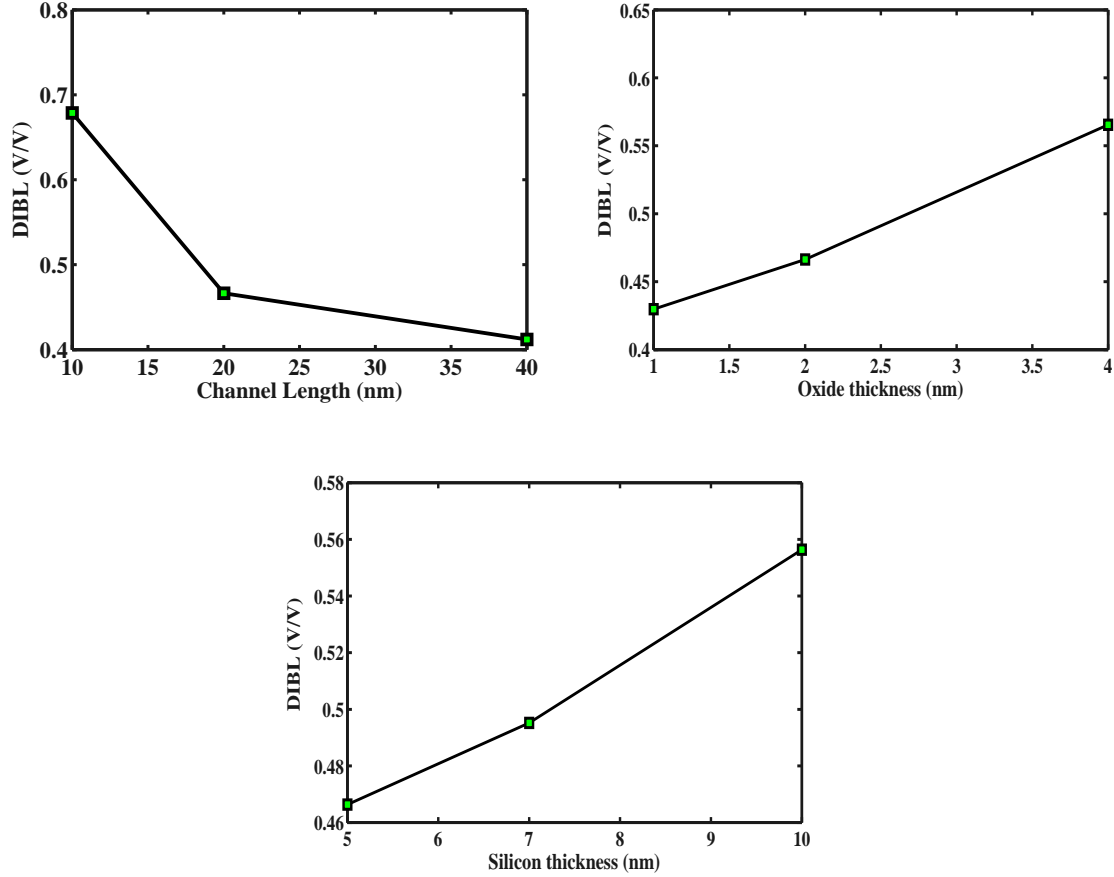 0.8
0.7
0.6
0.5
0.4
DIBL (V/V)
10 15 20 25 30 35 40
Channel Length (nm)
0.65
0.6
0.55
0.5
0.45
0.4
DIBL (V/V)
1 1.5 2 2.5 3 3.5 4
Oxide thickness (nm)
0.58
0.56
0.54
0.52
0.5
0.48
0.46
DIBL (V/V)
5 6 7 8 9 10
Silicon thickness (nm)